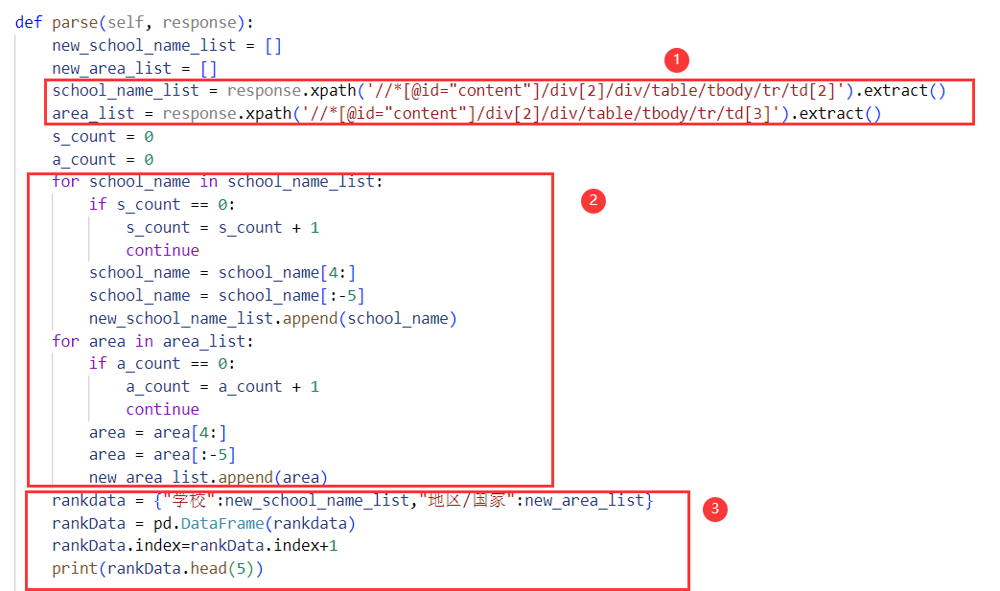 def parse(self, response):
    new_school_name_list = []
    new_area_list = []
1
    school_name_list = response.xpath('//*[@id="content"]/div[2]/div/table/tbody/tr/td[2]').extract()
    area_list = response.xpath('//*[@id="content"]/div[2]/div/table/tbody/tr/td[3]').extract()
    s_count = 0
    a_count = 0
    for school_name in school_name_list:
2
        if s_count == 0:
            s_count = s_count + 1
            continue
        school_name = school_name[4:]
        school_name = school_name[:-5]
        new_school_name_list.append(school_name)
    for area in area_list:
        if a_count == 0:
            a_count = a_count + 1
            continue
        area = area[4:]
        area = area[:-5]
        new_area_list.append(area)
    rankdata = {"学校":new_school_name_list,"地区/国家":new_area_list}
3
    rankData = pd.DataFrame(rankdata)
    rankData.index=rankData.index+1
    print(rankData.head(5))